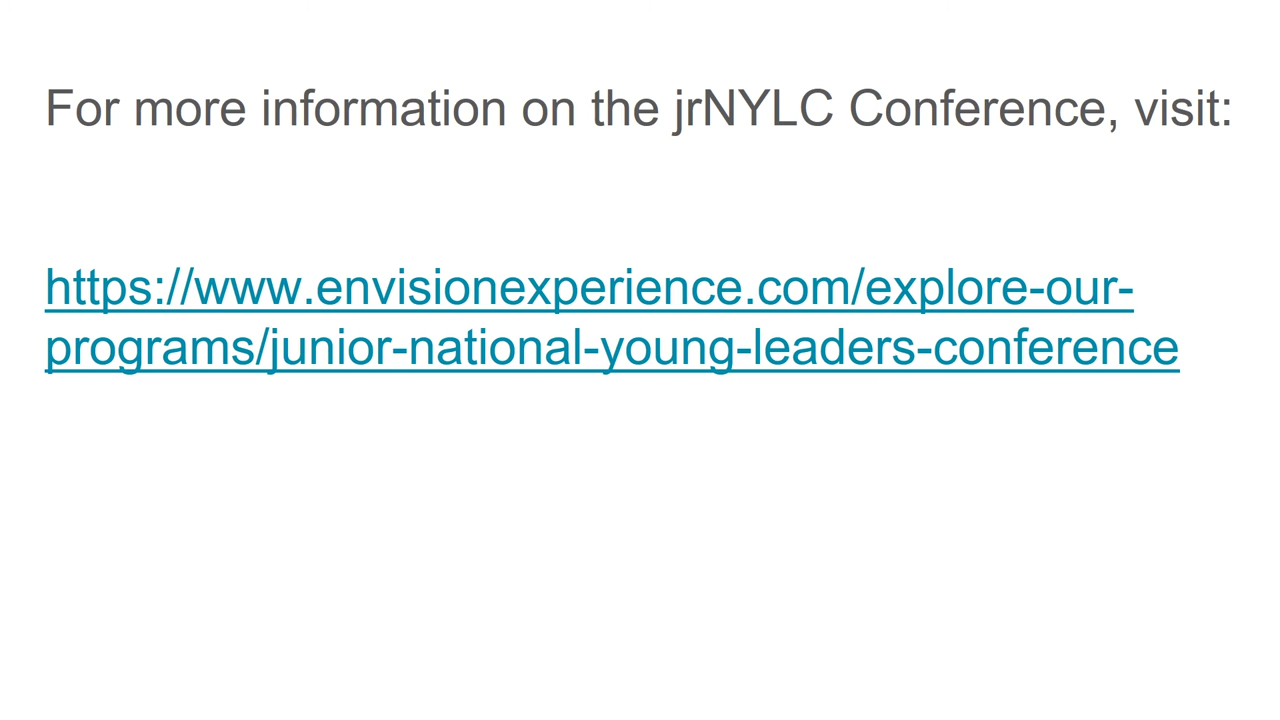 For more information on the jrNYLC Conference, visit:
https://www.envisionexperience.com/explore-our-
programs/junior-national-young-leaders-conference